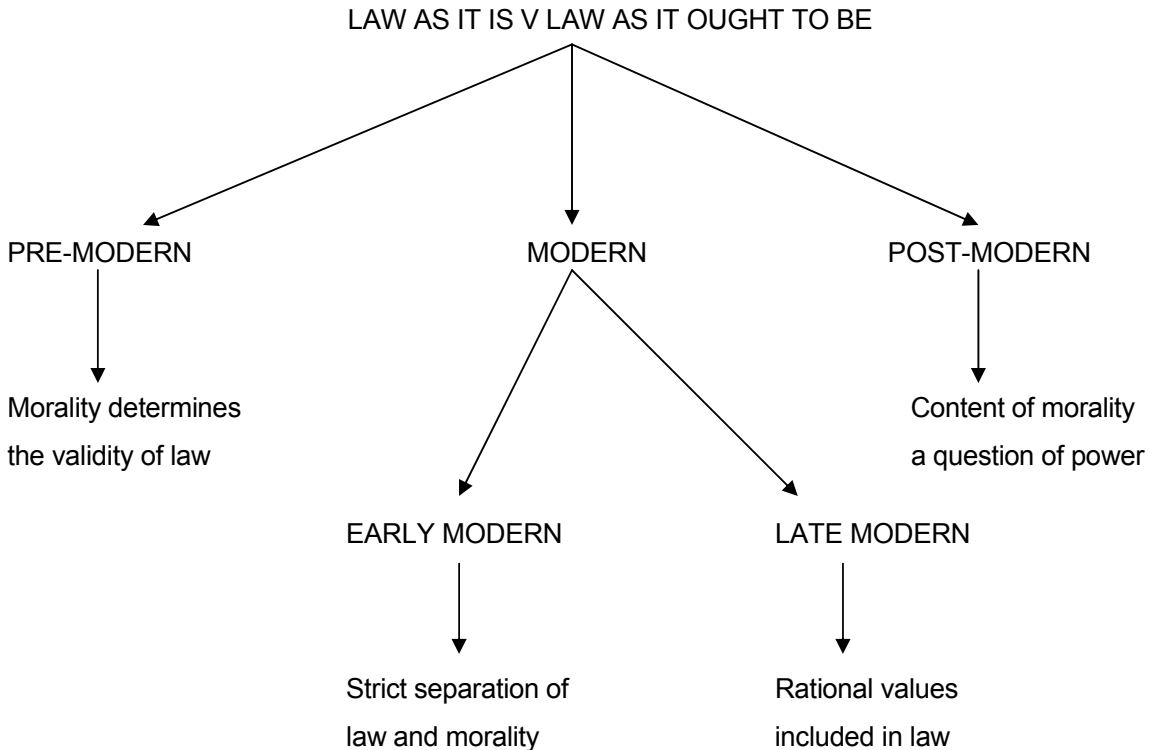 LAW AS IT IS V LAW AS IT OUGHT TO BE
PRE-MODERN
MODERN
POST-MODERN
Morality determines
the validity of law
Content of morality
a question of power
EARLY MODERN
LATE MODERN
Strict separation of
law and morality
Rational values
included in law